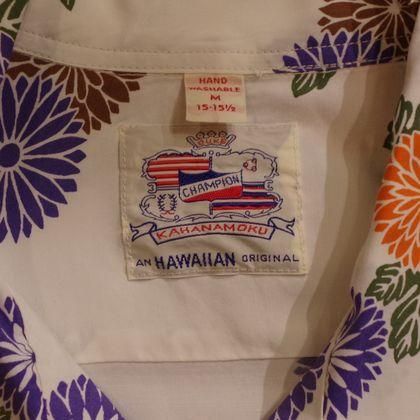 HAND
WASHABLE
M
15-15½
DUKE
CHAMPION
KAHANAMOKU
AN HAWAIIAN ORIGINAL